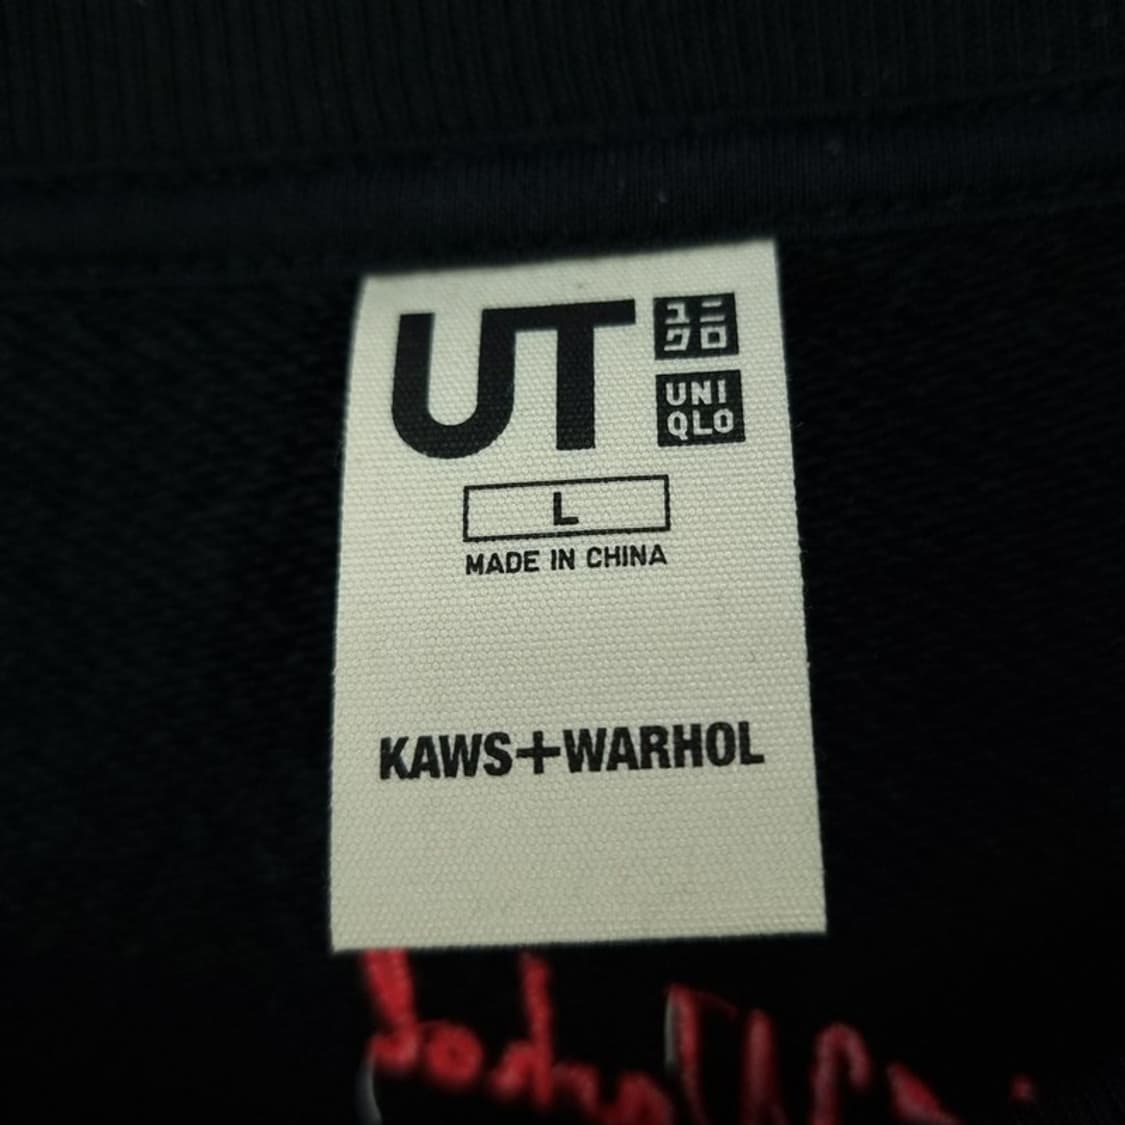 UT
ユニ
クロ
UNI
QLO
L
MADE IN CHINA
KAWS+WARHOL